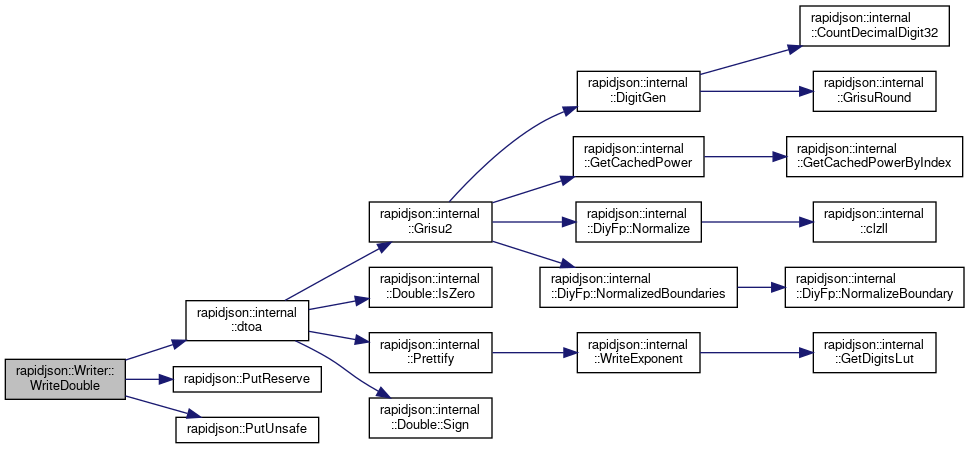 rapidjson::internal
::CountDecimalDigit32
rapidjson::internal
::DigitGen
rapidjson::internal
::GrisuRound
rapidjson::internal
::GetCachedPower
rapidjson::internal
::GetCachedPowerByIndex
rapidjson::internal
::Grisu2
rapidjson::internal
::DiyFp::Normalize
rapidjson::internal
::clzll
rapidjson::internal
::Double::IsZero
rapidjson::internal
::DiyFp::NormalizedBoundaries
rapidjson::internal
::DiyFp::NormalizeBoundary
rapidjson::internal
::dtoa
rapidjson::internal
::Prettify
rapidjson::internal
::WriteExponent
rapidjson::internal
::GetDigitsLut
rapidjson::Writer::
WriteDouble
rapidjson::PutReserve
rapidjson::internal
::Double::Sign
rapidjson::PutUnsafe